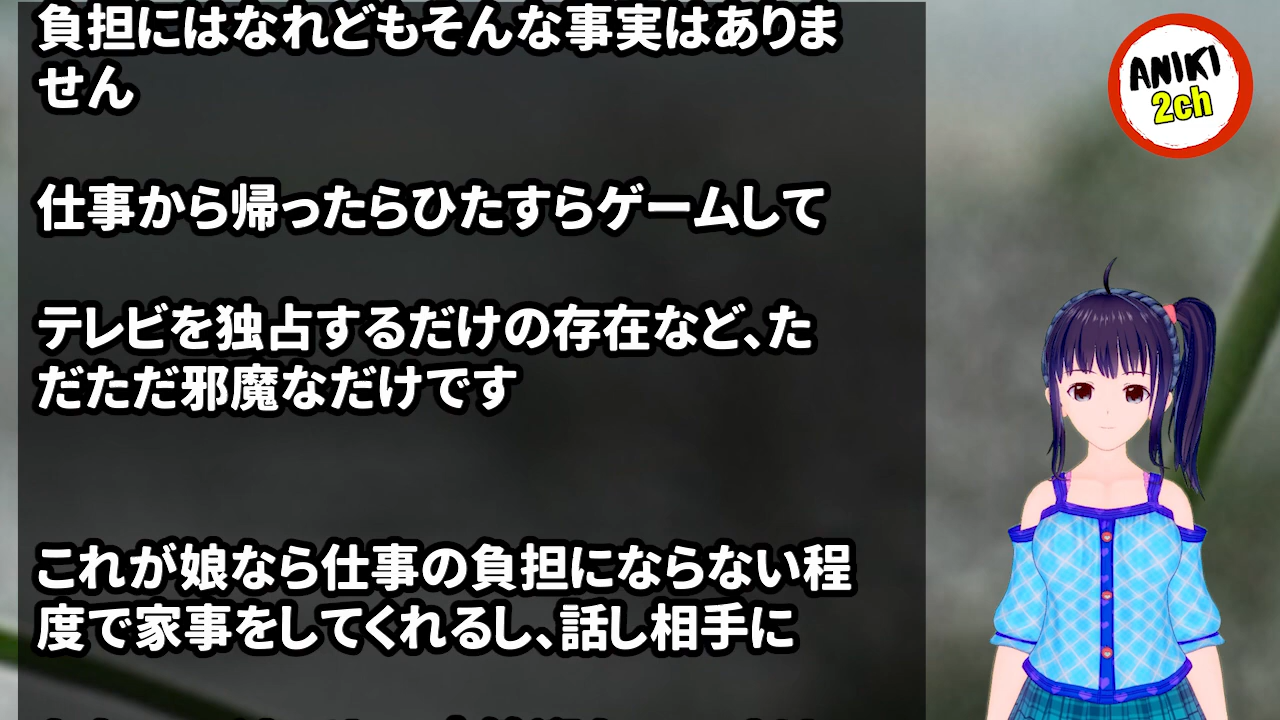 負担にはなれどもそんな事実はありま
せん
仕事から帰ったらひたすらゲームして
テレビを独占するだけの存在など、た
だただ邪魔なだけです
これが娘なら仕事の負担にならない程
度で家事をしてくれるし、話し相手に
ANIKI
2ch